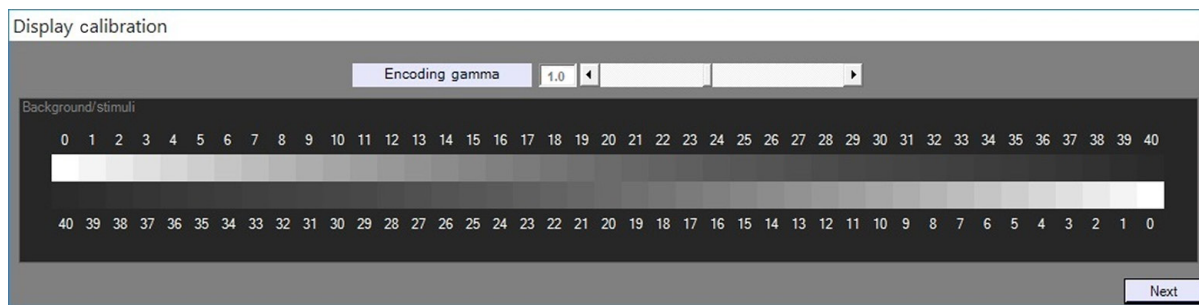 Display calibration
Encoding gamma 1.0
Background/stimuli
0 1 2 3 4 5 6 7 8 9 10 11 12 13 14 15 16 17 18 19 20 21 22 23 24 25 26 27 28 29 30 31 32 33 34 35 36 37 38 39 40
40 39 38 37 36 35 34 33 32 31 30 29 28 27 26 25 24 23 22 21 20 19 18 17 16 15 14 13 12 11 10 9 8 7 6 5 4 3 2 1 0
Next